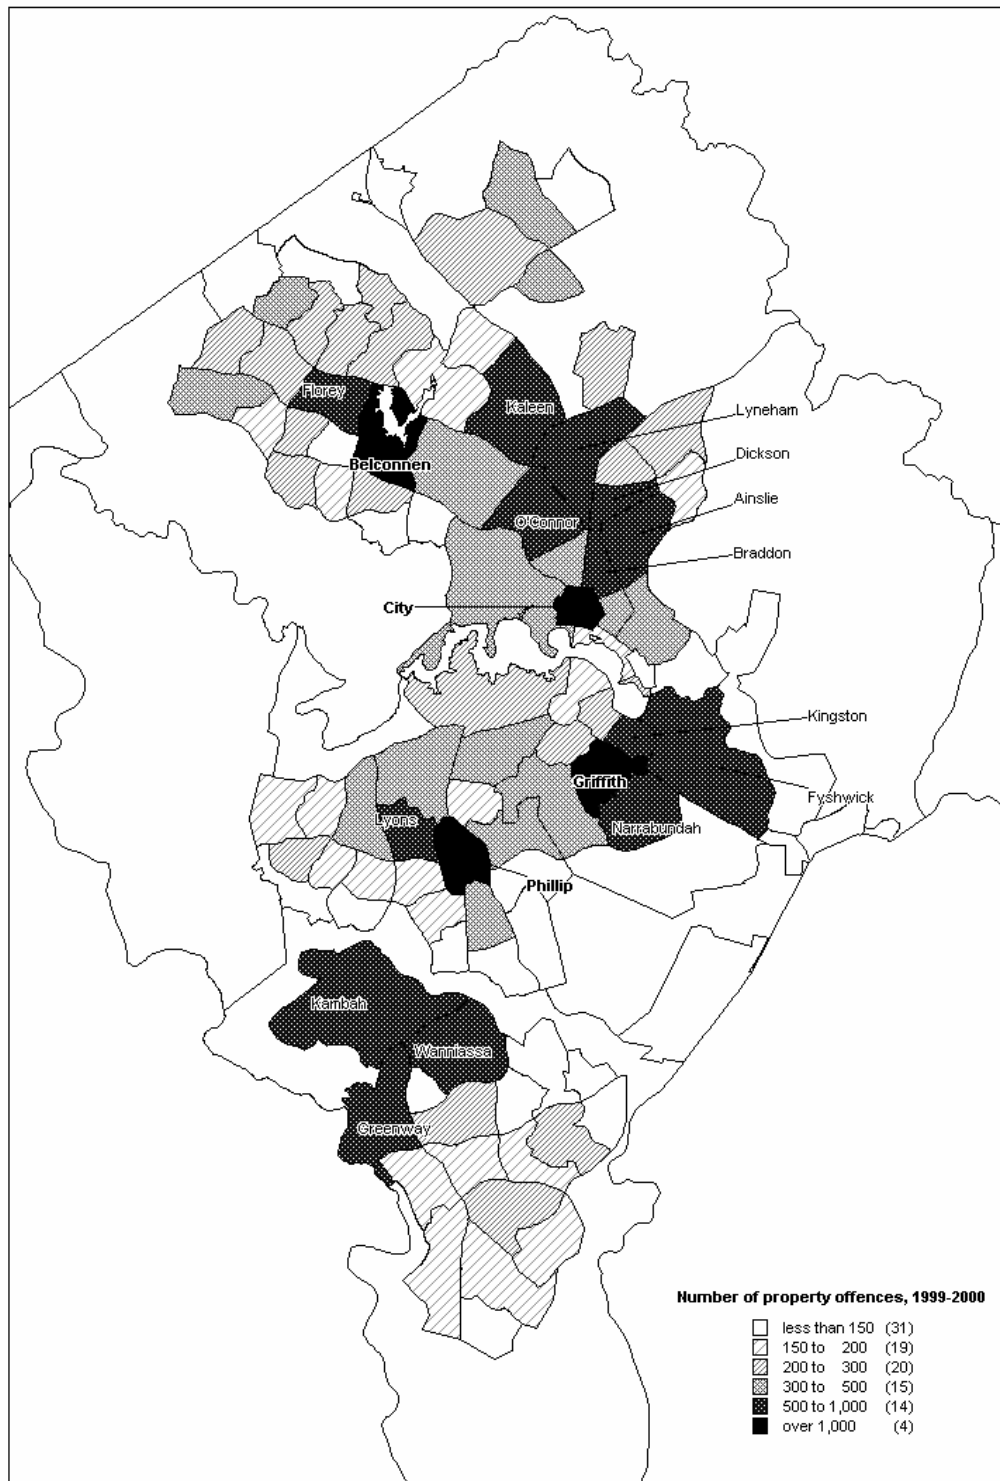 Florey
Kaleen
Lyneham
Dickson
Belconnen
Ainslie
O'Connor
Braddon
City
Kingston
Griffith
Fyshwick
Lyons
Narrabundah
Phillip
Kambah
Wanniassa
Greenway
Number of property offences, 1999-2000
less than 150 (31)
150 to 200 (19)
200 to 300 (20)
300 to 500 (15)
500 to 1,000 (14)
over 1,000 (4)